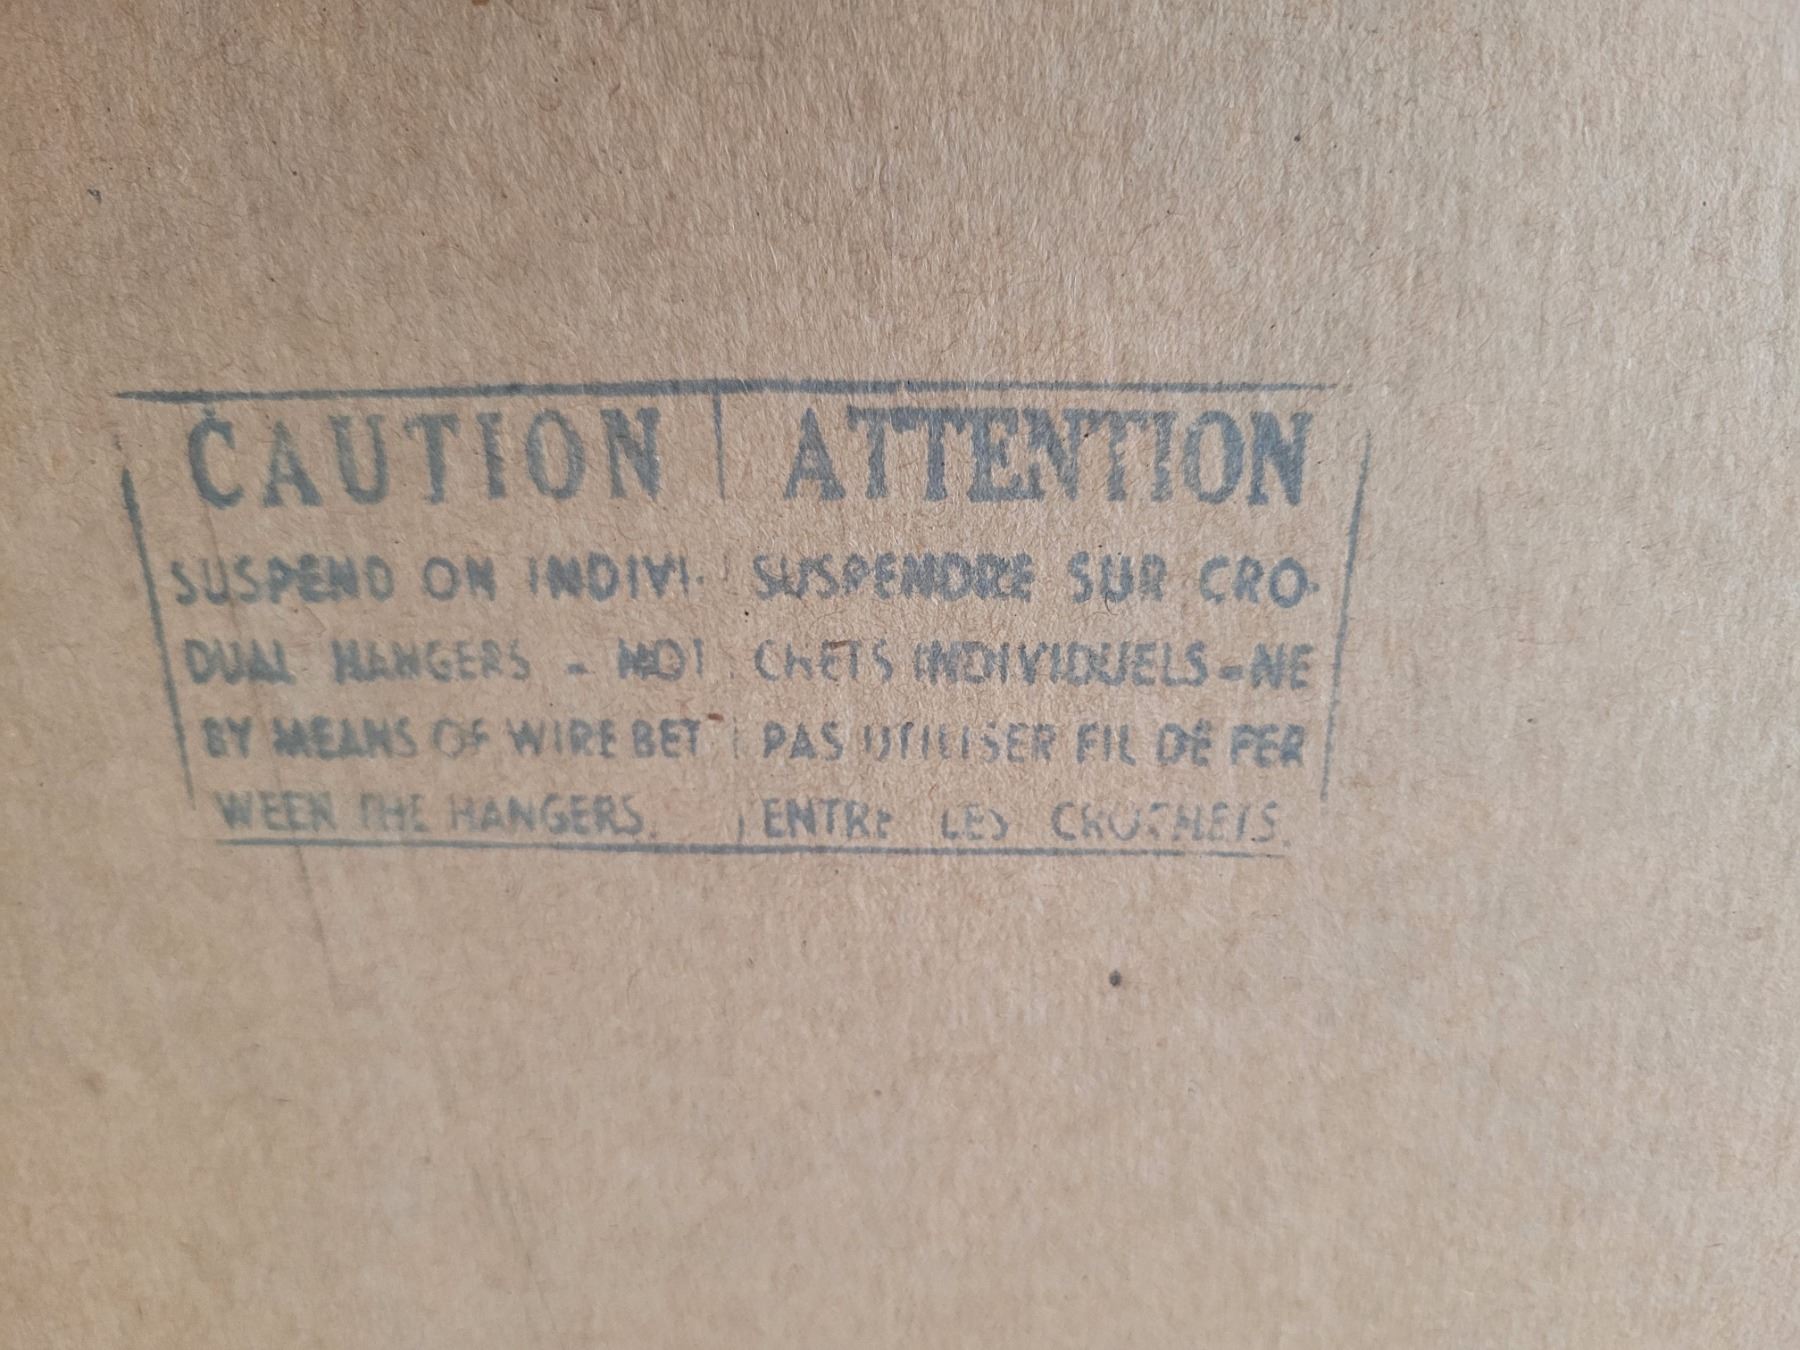 CAUTION
SUSPEND ON INDIVI-
DUAL HANGERS - NOT
BY MEANS OF WIRE BET
WEEN THE HANGERS.
ATTENTION
SUSPENDRE SUR CRO-
CHETS INDIVIDUELS - NE
PAS UTILISER FIL DE FER
ENTRE LES CROCHETS.